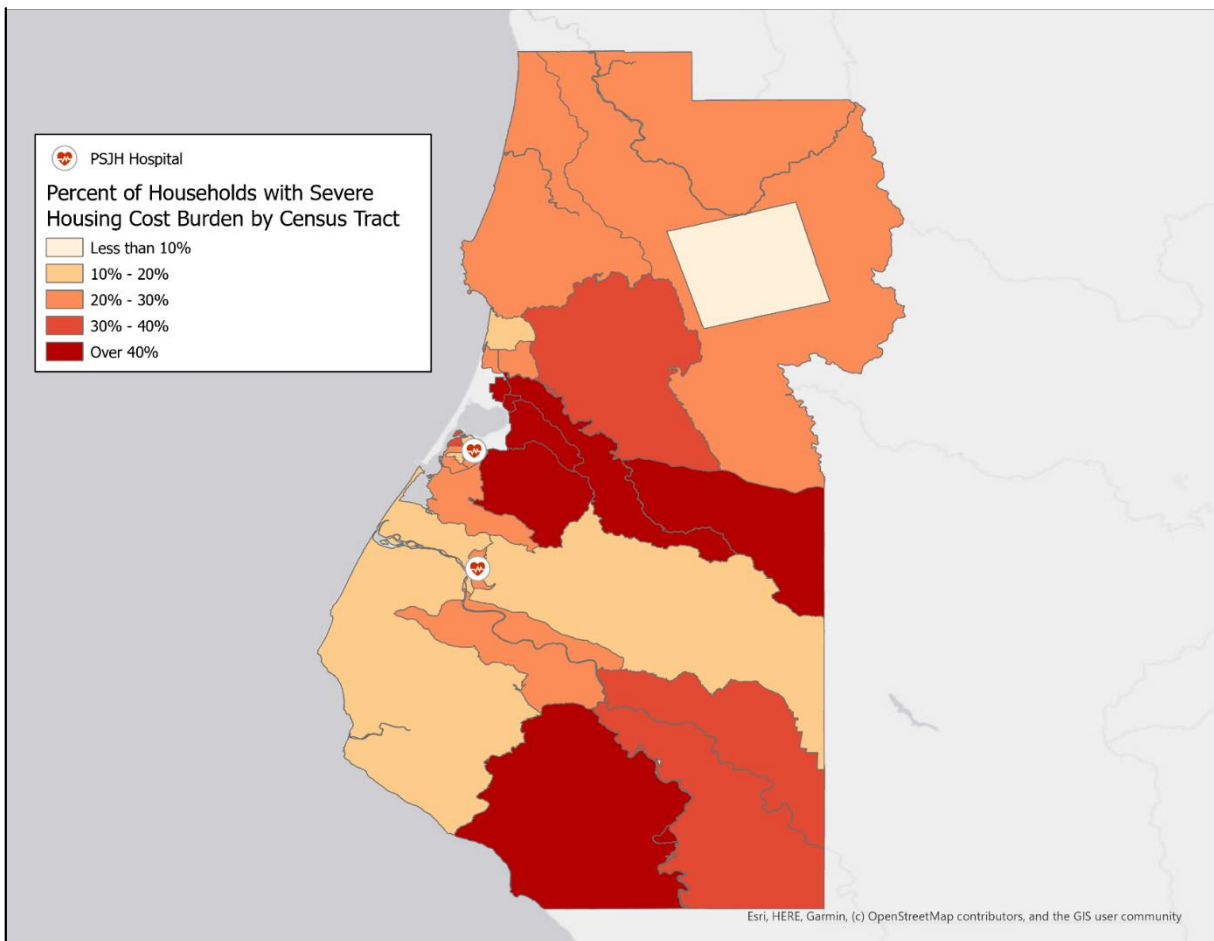 PSJH Hospital
Percent of Households with Severe
Housing Cost Burden by Census Tract
Less than 10%
10% - 20%
20% - 30%
30% - 40%
Over 40%
Esri, HERE, Garmin, (c) OpenStreetMap contributors, and the GIS user community